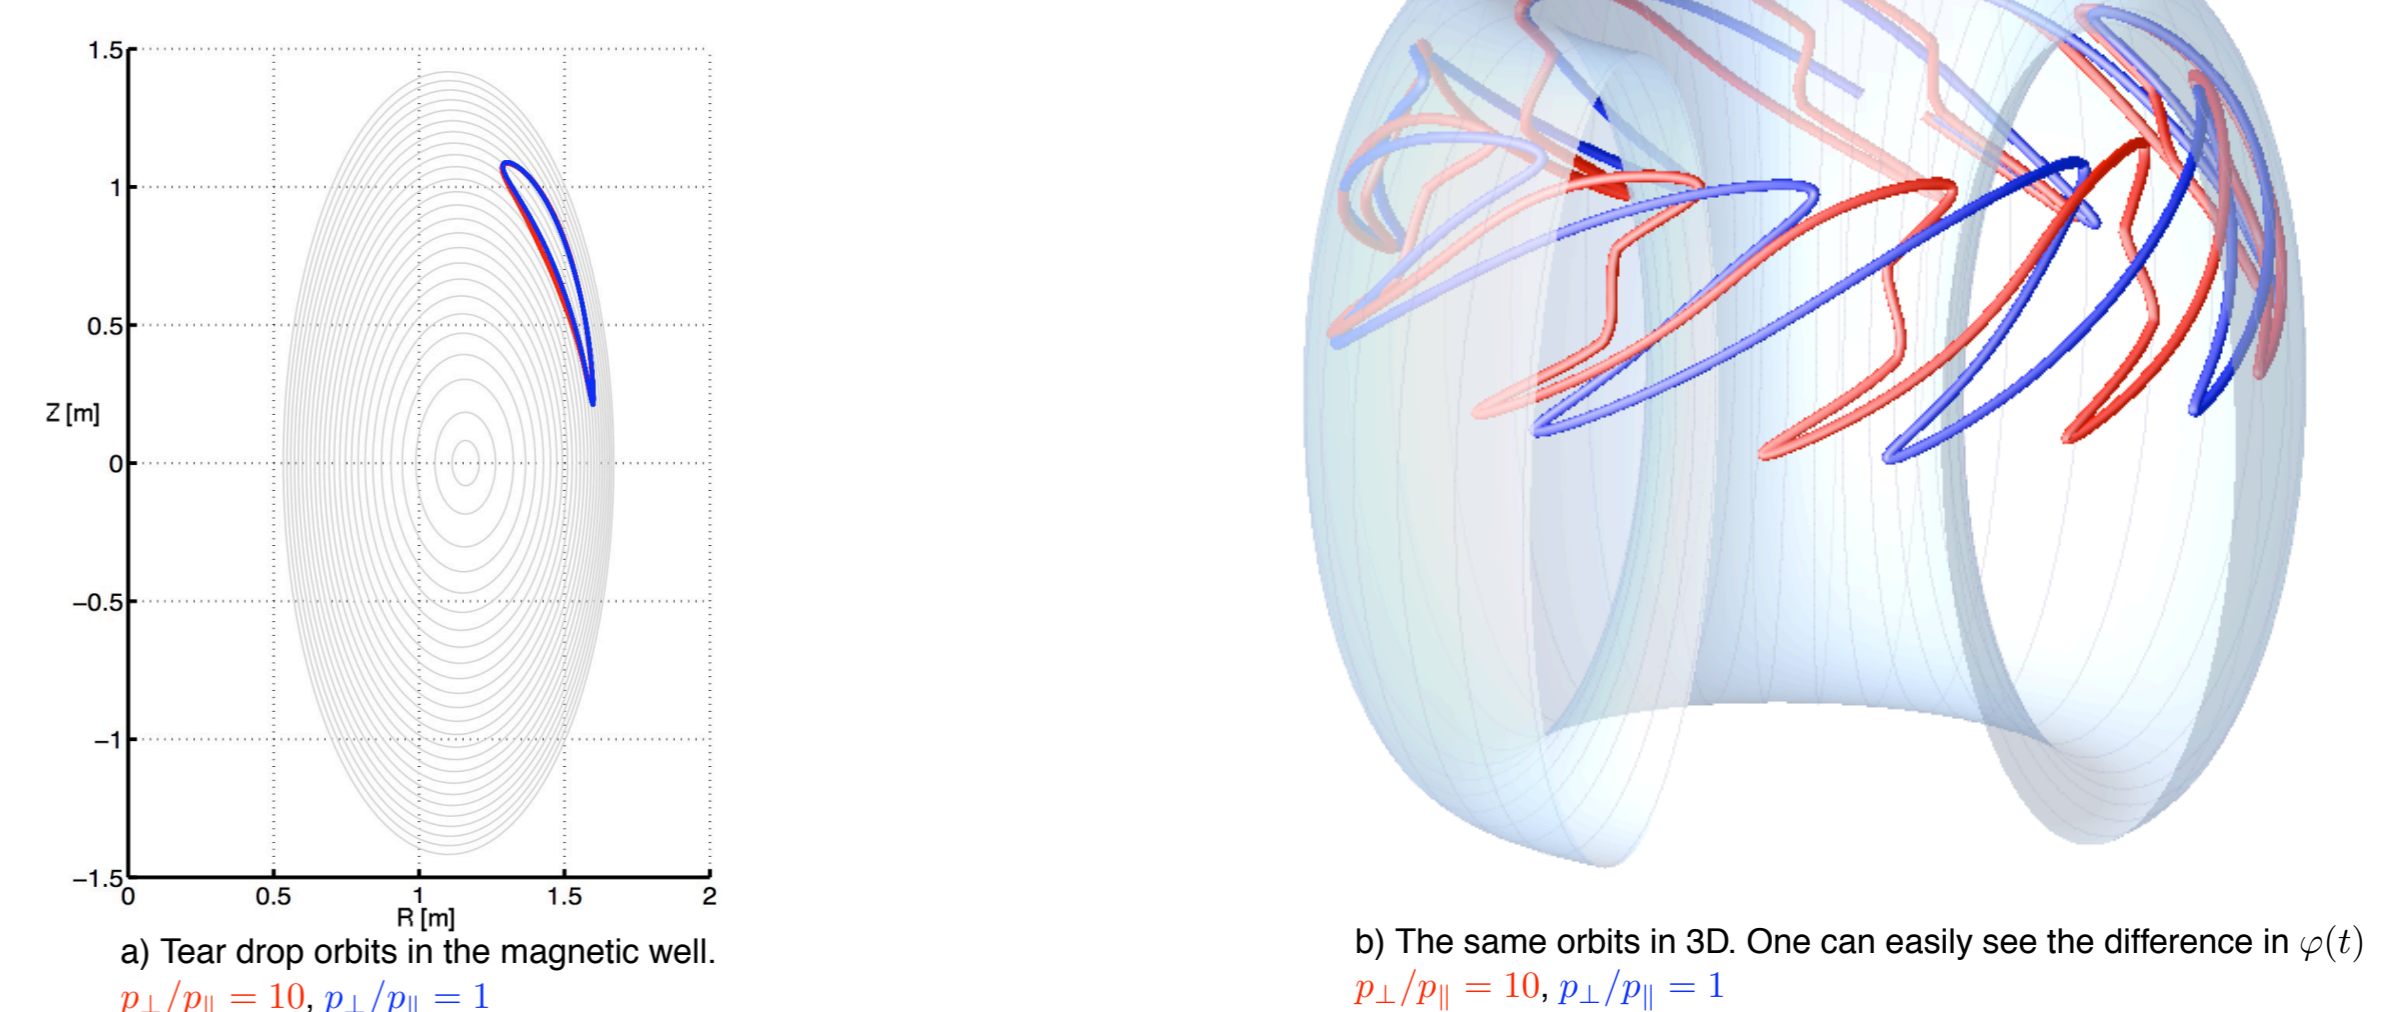 1.5
1
0.5
Z [m]
0
−0.5
−1
−1.5
0 0.5 1 1.5 2
R [m]
a) Tear drop orbits in the magnetic well.
p⊥/p∥ = 10, p⊥/p∥ = 1
b) The same orbits in 3D. One can easily see the difference in φ(t)
p⊥/p∥ = 10, p⊥/p∥ = 1